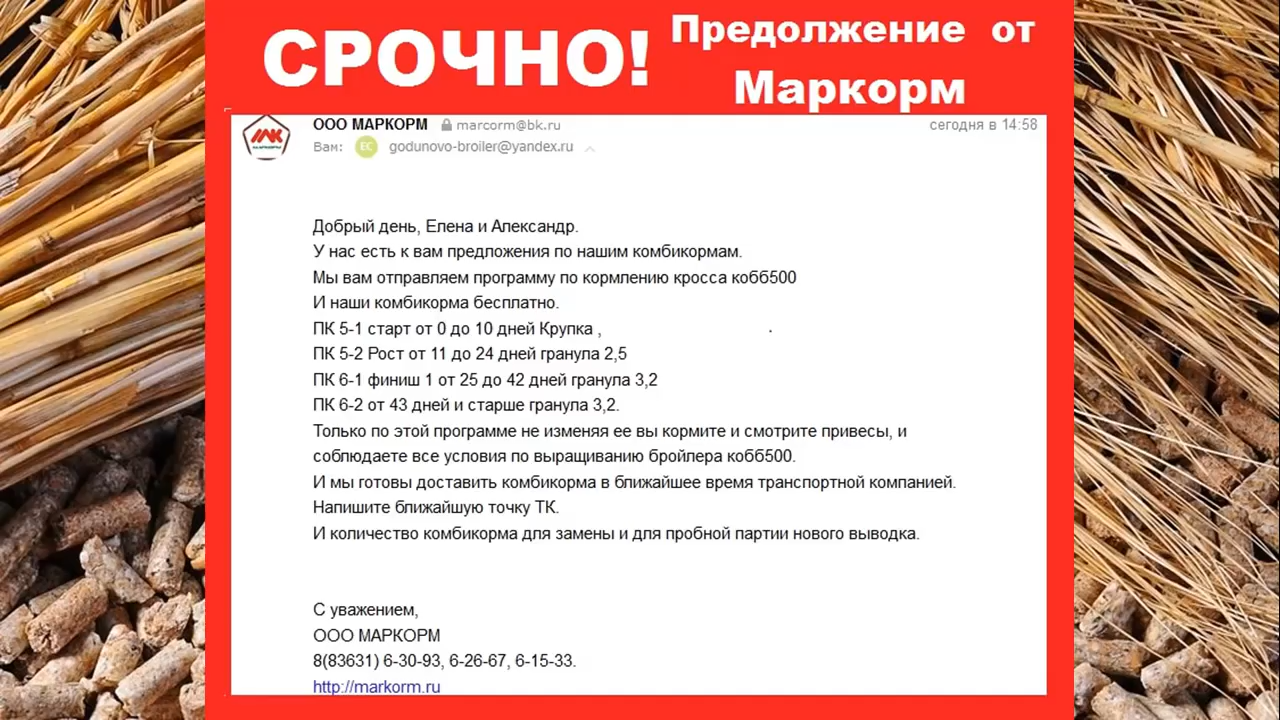 СРОЧНО!
Предолжение от
Маркорм
ООО МАРКОРМ marcorm@bk.ru сегодня в 14:58
Вам: ЕС godunovo-broiler@yandex.ru
Добрый день, Елена и Александр.
У нас есть к вам предложения по нашим комбикормам.
Мы вам отправляем программу по кормлению кросса кобб500
И наши комбикорма бесплатно.
ПК 5-1 старт от 0 до 10 дней Крупка , .
ПК 5-2 Рост от 11 до 24 дней гранула 2,5
ПК 6-1 финиш 1 от 25 до 42 дней гранула 3,2
ПК 6-2 от 43 дней и старше гранула 3,2.
Только по этой программе не изменяя ее вы кормите и смотрите привесы, и
соблюдаете все условия по выращиванию бройлера кобб500.
И мы готовы доставить комбикорма в ближайшее время транспортной компанией.
Напишите ближайшую точку ТК.
И количество комбикорма для замены и для пробной партии нового выводка.
С уважением,
ООО МАРКОРМ
8(83631) 6-30-93, 6-26-67, 6-15-33.
http://markorm.ru